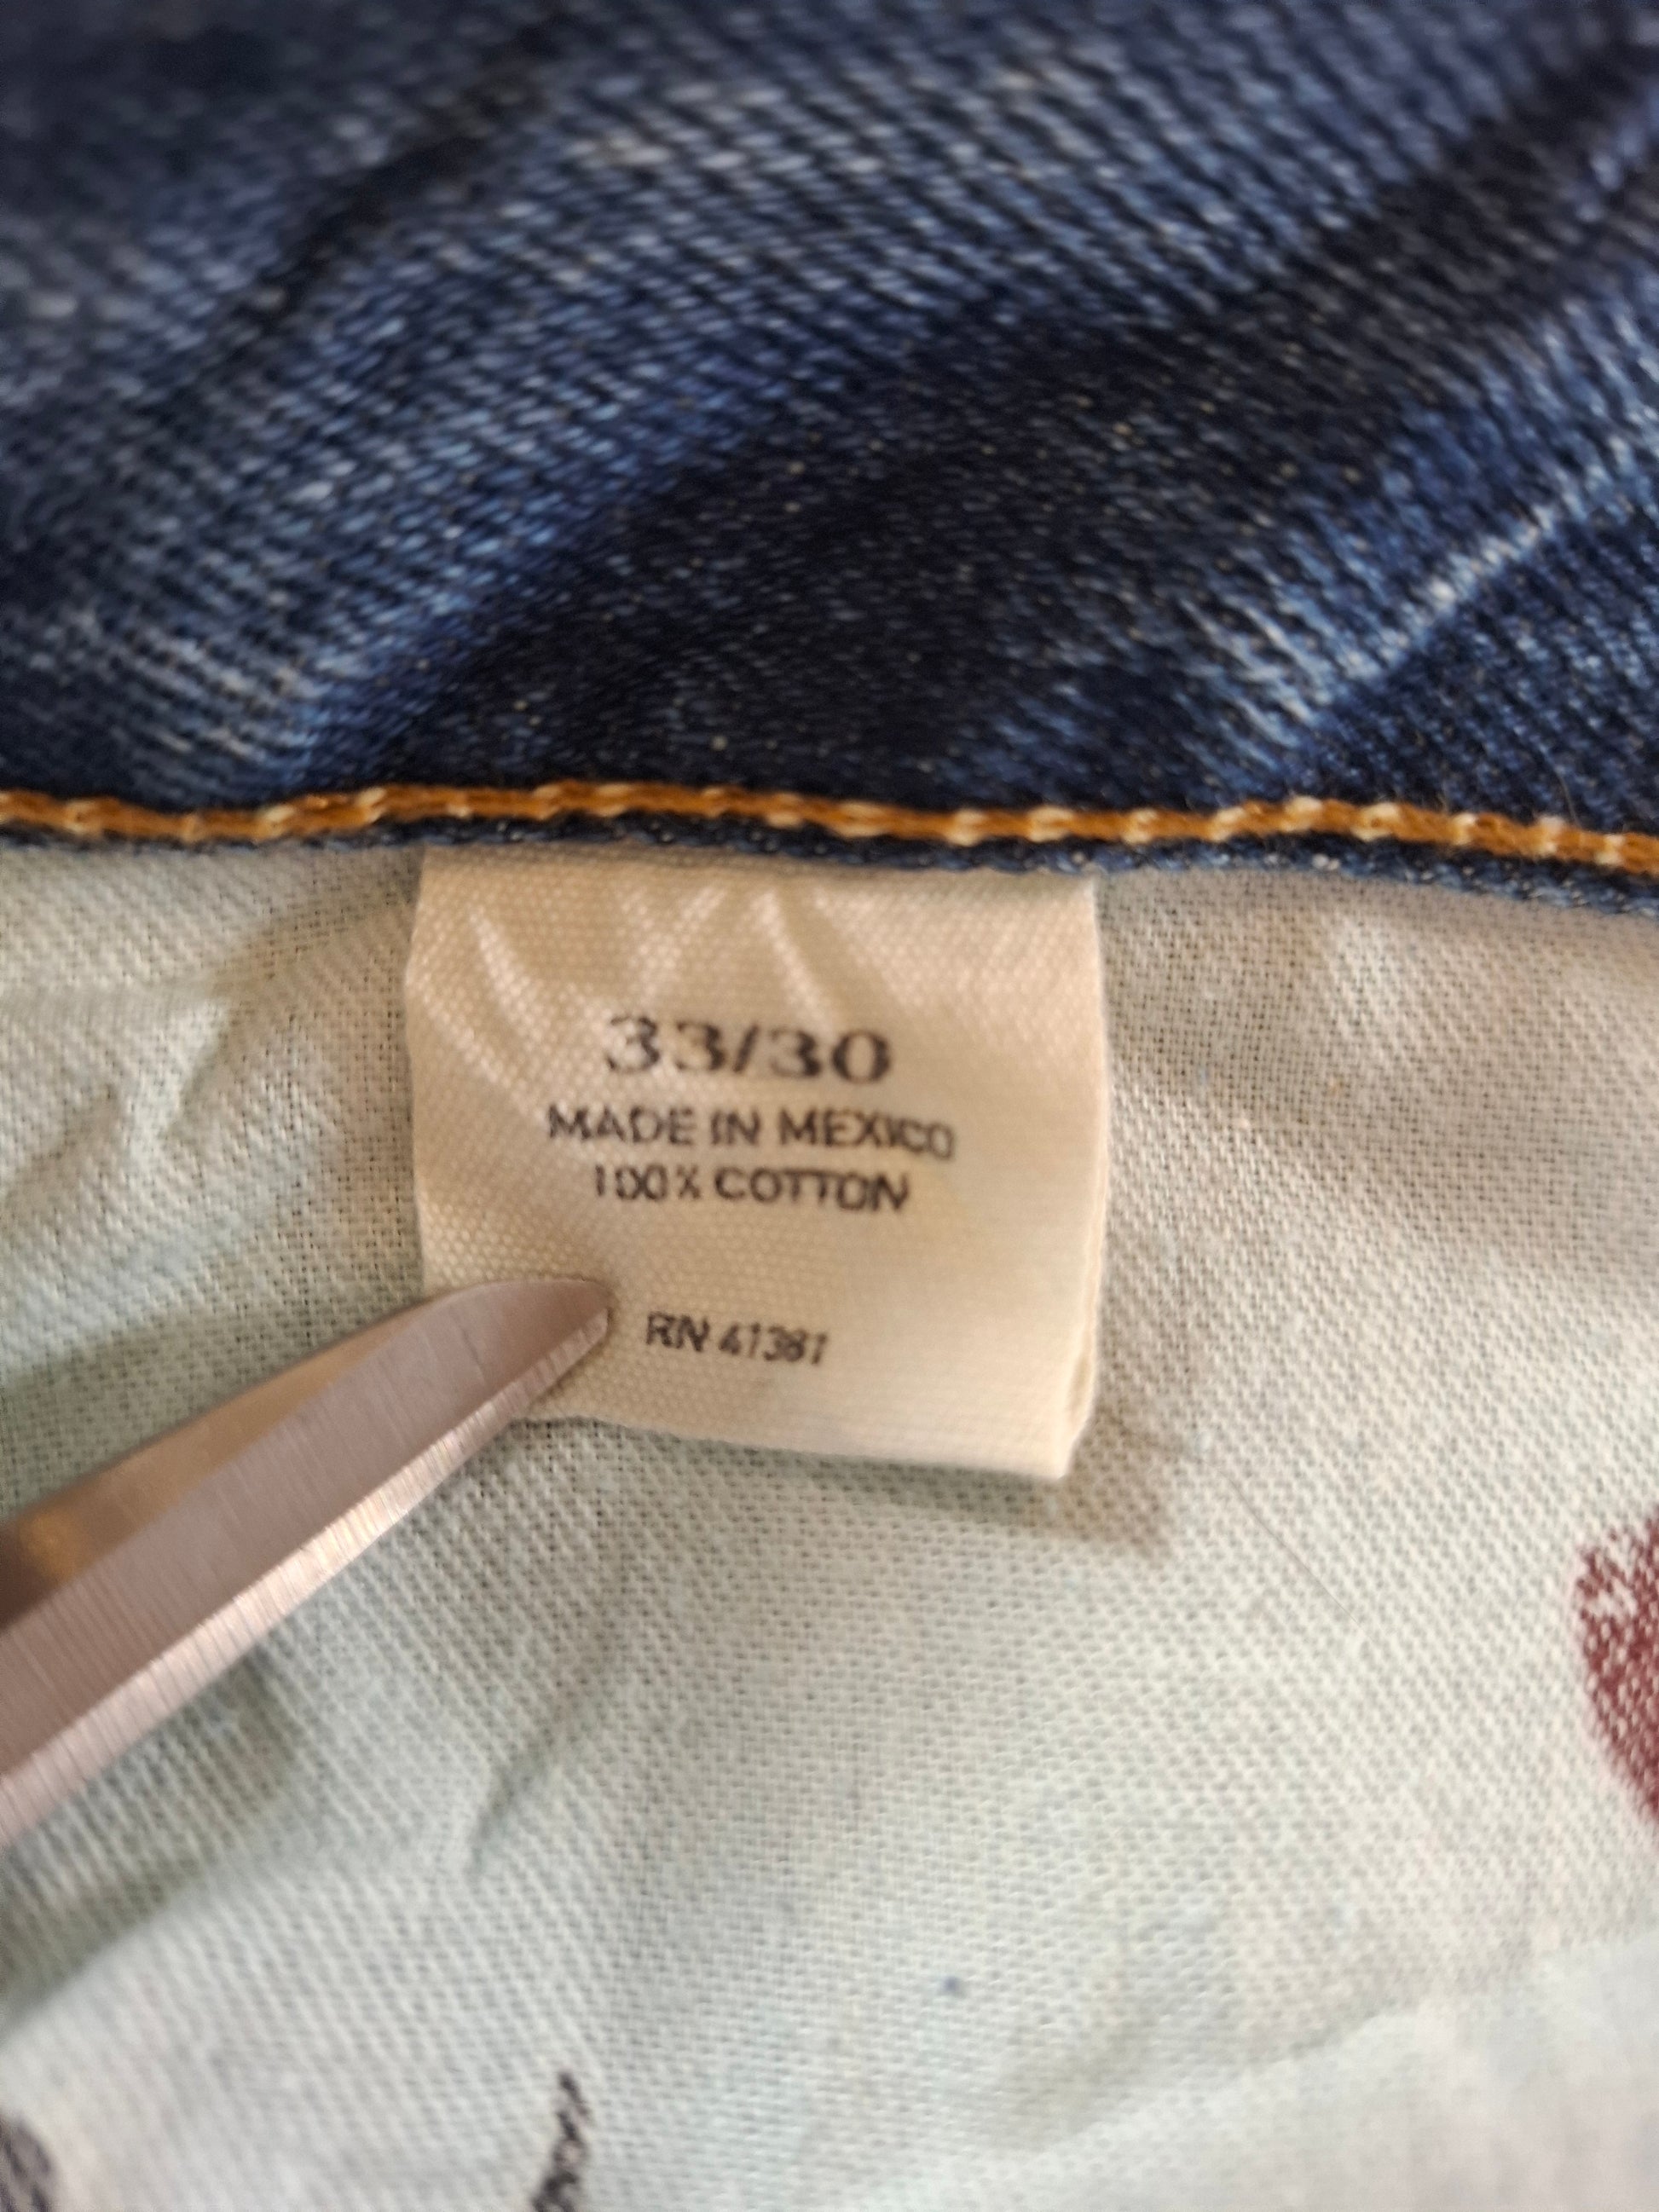 33/30
MADE IN MEXICO
100% COTTON
RN 41381